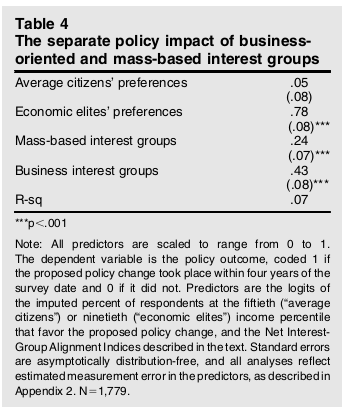 Table 4
The separate policy impact of business-
oriented and mass-based interest groups
Average citizens' preferences .05
(.08)
Economic elites' preferences .78
(.08)***
Mass-based interest groups .24
(.07)***
Business interest groups .43
(.08)***
R-sq .07
***p<.001
Note: All predictors are scaled to range from 0 to 1.
The dependent variable is the policy outcome, coded 1 if
the proposed policy change took place within four years of the
survey date and 0 if it did not. Predictors are the logits of
the imputed percent of respondents at the fiftieth ("average
citizens") or ninetieth ("economic elites") income percentile
that favor the proposed policy change, and the Net Interest-
Group Alignment Indices described in the text. Standard errors
are asymptotically distribution-free, and all analyses reflect
estimated measurement error in the predictors, as described in
Appendix 2. N=1,779.